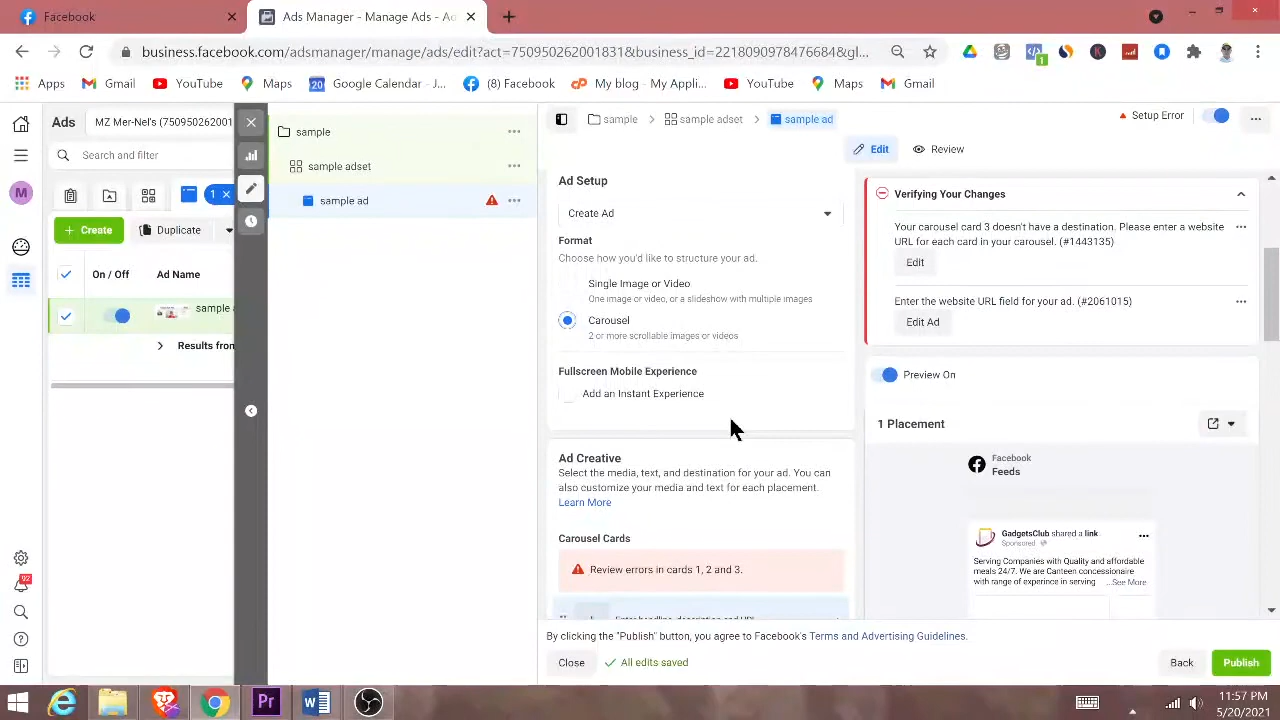 Facebook
Ads Manager - Manage Ads - Ad
business.facebook.com/adsmanager/manage/ads/edit?act=750950262001831&business_id=2218090978476684&gl...
Apps
Gmail
YouTube
Maps
Google Calendar - J...
(8) Facebook
My blog - My Appli...
YouTube
Maps
Gmail
Ads
MZ Mer-Nel's (750950262001
Search and filter
M
1
Create
Duplicate
On / Off
Ad Name
sample
Results from
92
sample
sample adset
sample ad
sample
sample adset
sample ad
Setup Error
Edit
Review
Ad Setup
Create Ad
Format
Choose how you'd like to structure your ad.
Single Image or Video
One image or video, or a slideshow with multiple images
Carousel
2 or more scrollable images or videos
Fullscreen Mobile Experience
Add an Instant Experience
Ad Creative
Select the media, text, and destination for your ad. You can
also customize your media and text for each placement.
Learn More
Carousel Cards
Review errors in cards 1, 2 and 3.
Enter headline, description and URL
Verifying Your Changes
Your carousel card 3 doesn't have a destination. Please enter a website
URL for each card in your carousel. (#1443135)
Edit
Enter the website URL field for your ad. (#2061015)
Edit Ad
Preview On
1 Placement
Facebook
Feeds
GadgetsClub shared a link
Sponsored
Serving Companies with Quality and affordable
meals 24/7. We are Canteen concessionaire
with range of experince in serving ...See More
By clicking the "Publish" button, you agree to Facebook's Terms and Advertising Guidelines.
Close
All edits saved
Back
Publish
11:57 PM
5/20/2021